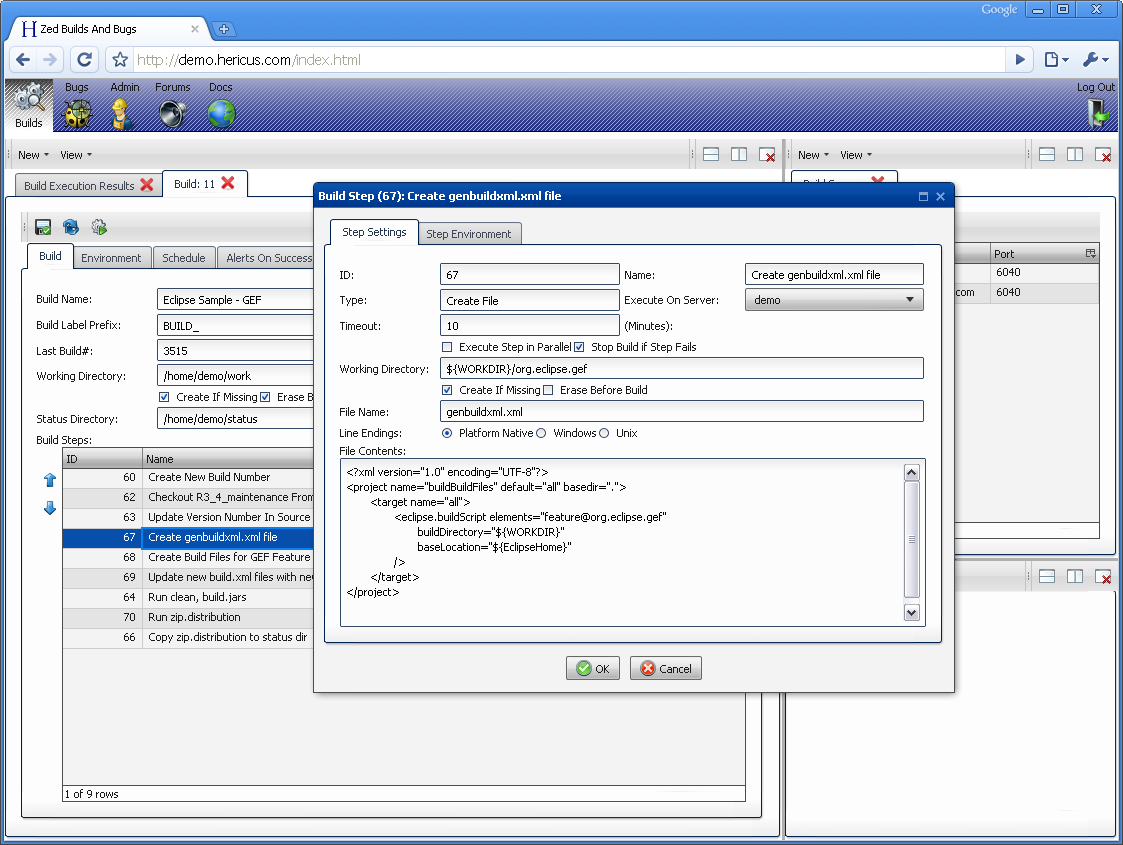 Google
Zed Builds And Bugs
http://demo.hericus.com/index.html
Builds Bugs Admin Forums Docs Log Out
New View
New View
Build Execution Results Build: 11
Build Step (67): Create genbuildxml.xml file
Step Settings Step Environment
ID: 67 Name: Create genbuildxml.xml file
Type: Create File Execute On Server: demo
Timeout: 10 (Minutes):
Execute Step in Parallel Stop Build if Step Fails
Working Directory: ${WORKDIR}/org.eclipse.gef
Create If Missing Erase Before Build
File Name: genbuildxml.xml
Line Endings: Platform Native Windows Unix
File Contents:
<?xml version="1.0" encoding="UTF-8"?>
<project name="buildBuildFiles" default="all" basedir=".">
<target name="all">
<eclipse.buildScript elements="feature@org.eclipse.gef"
buildDirectory="${WORKDIR}"
baseLocation="${EclipseHome}"
/>
</target>
</project>
OK Cancel
Build Environment Schedule Alerts On Success
Build Name: Eclipse Sample - GEF
Build Label Prefix: BUILD_
Last Build#: 3515
Working Directory: /home/demo/work
Create If Missing Erase B
Status Directory: /home/demo/status
Build Steps:
ID Name
60 Create New Build Number
62 Checkout R3_4_maintenance From
63 Update Version Number In Source
67 Create genbuildxml.xml file
68 Create Build Files for GEF Feature
69 Update new build.xml files with ne
64 Run clean, build.jars
70 Run zip.distribution
66 Copy zip.distribution to status dir
1 of 9 rows
Port
6040
com 6040